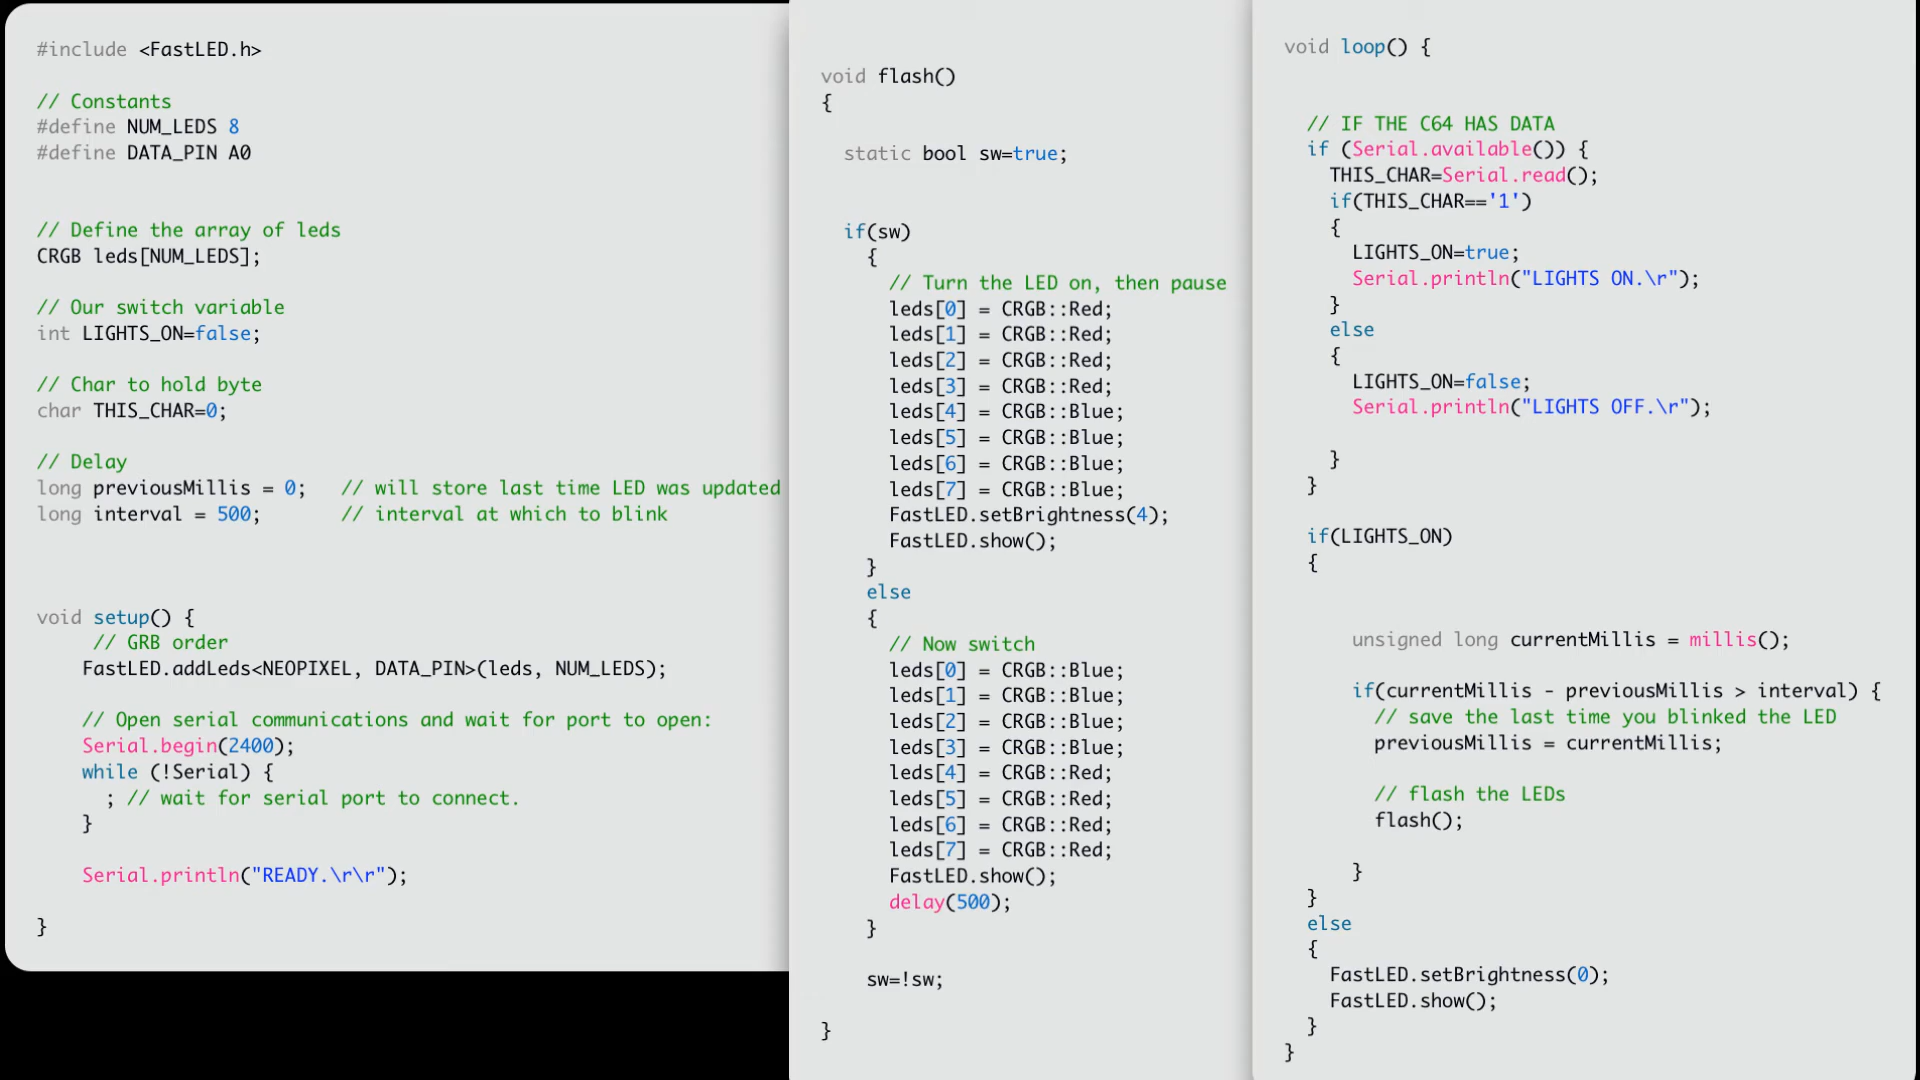 #include <FastLED.h>
// Constants
#define NUM_LEDS 8
#define DATA_PIN A0
// Define the array of leds
CRGB leds[NUM_LEDS];
// Our switch variable
int LIGHTS_ON=false;
// Char to hold byte
char THIS_CHAR=0;
// Delay
long previousMillis = 0;   // will store last time LED was updated
long interval = 500;       // interval at which to blink
void setup() {
     // GRB order
    FastLED.addLeds<NEOPIXEL, DATA_PIN>(leds, NUM_LEDS);
    // Open serial communications and wait for port to open:
    Serial.begin(2400);
    while (!Serial) {
      ; // wait for serial port to connect.
    }
    Serial.println("READY.\r\r");
}
void flash()
{
  static bool sw=true;
  if(sw)
    {
      // Turn the LED on, then pause
      leds[0] = CRGB::Red;
      leds[1] = CRGB::Red;
      leds[2] = CRGB::Red;
      leds[3] = CRGB::Red;
      leds[4] = CRGB::Blue;
      leds[5] = CRGB::Blue;
      leds[6] = CRGB::Blue;
      leds[7] = CRGB::Blue;
      FastLED.setBrightness(4);
      FastLED.show();
    }
    else
    {
      // Now switch
      leds[0] = CRGB::Blue;
      leds[1] = CRGB::Blue;
      leds[2] = CRGB::Blue;
      leds[3] = CRGB::Blue;
      leds[4] = CRGB::Red;
      leds[5] = CRGB::Red;
      leds[6] = CRGB::Red;
      leds[7] = CRGB::Red;
      FastLED.show();
      delay(500);
    }
    sw=!sw;
}
void loop() {
  // IF THE C64 HAS DATA
  if (Serial.available()) {
    THIS_CHAR=Serial.read();
    if(THIS_CHAR=='1')
    {
      LIGHTS_ON=true;
      Serial.println("LIGHTS ON.\r");
    }
    else
    {
      LIGHTS_ON=false;
      Serial.println("LIGHTS OFF.\r");
    }
  }
  if(LIGHTS_ON)
  {
      unsigned long currentMillis = millis();
      if(currentMillis - previousMillis > interval) {
        // save the last time you blinked the LED
        previousMillis = currentMillis;
        // flash the LEDs
        flash();
      }
  }
  else
  {
    FastLED.setBrightness(0);
    FastLED.show();
  }
}